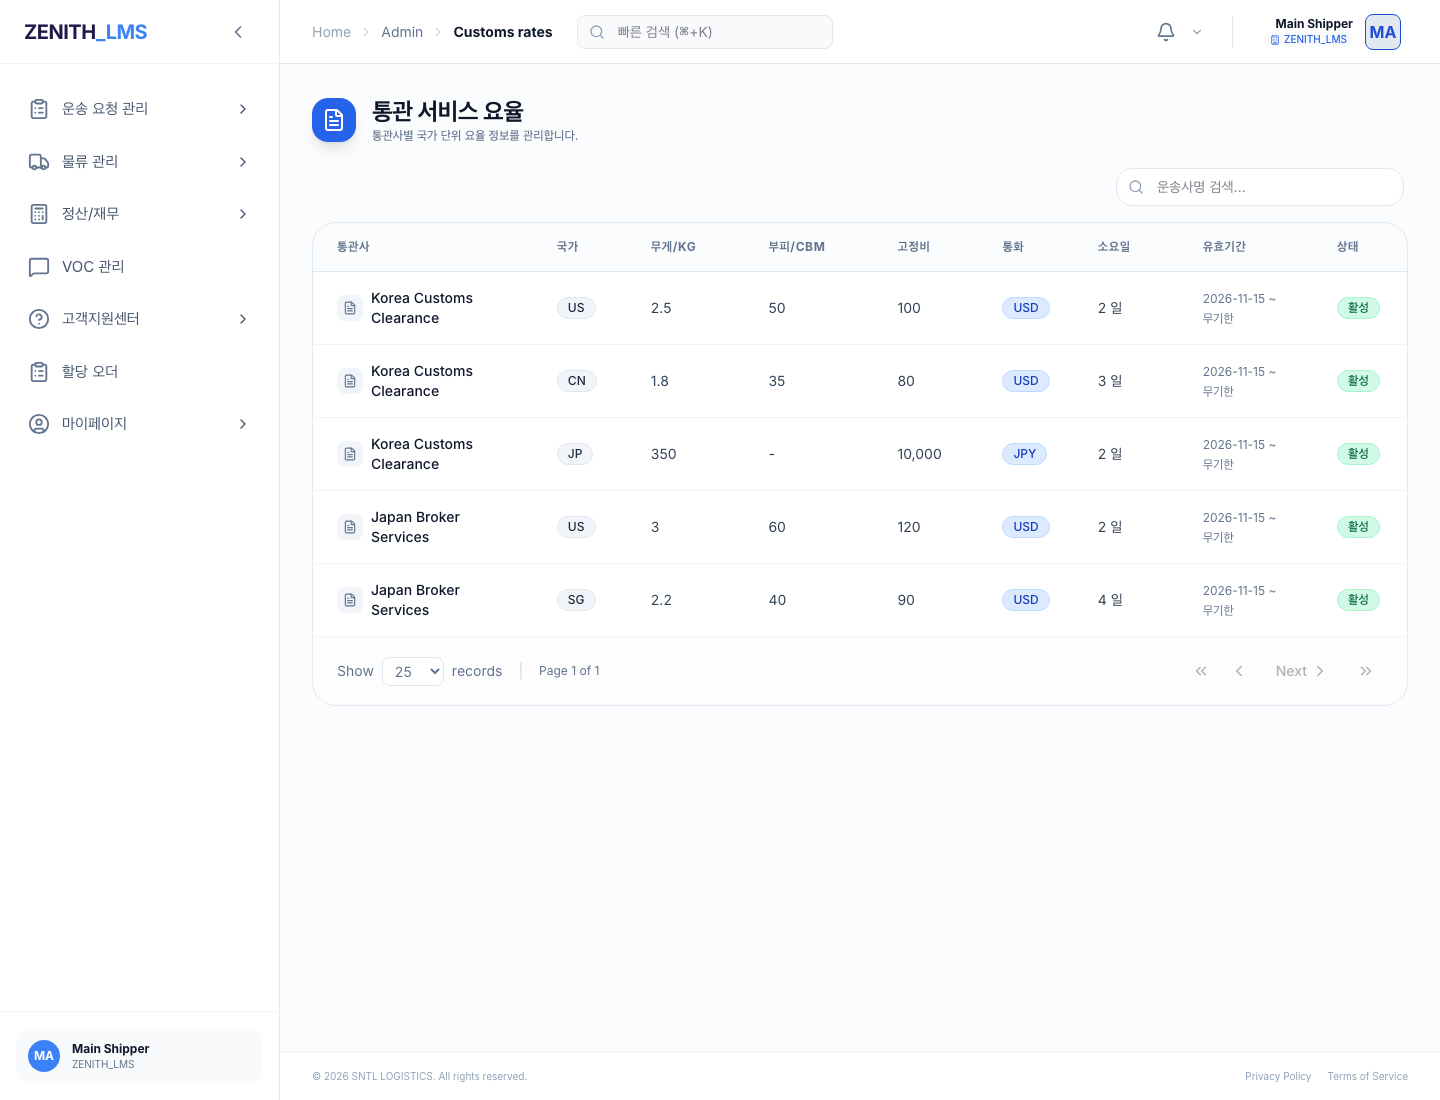 ZENITH_LMS
Home
Admin
Customs rates
빠른 검색 (⌘+K)
Main Shipper
ZENITH_LMS
MA
운송 요청 관리
물류 관리
정산/재무
VOC 관리
고객지원센터
할당 오더
마이페이지
통관 서비스 요율
통관사별 국가 단위 요율 정보를 관리합니다.
운송사명 검색...
통관사 국가 무게/KG 부피/CBM 고정비 통화 소요일 유효기간 상태
Korea Customs Clearance US 2.5 50 100 USD 2 일 2026-11-15 ~ 무기한 활성
Korea Customs Clearance CN 1.8 35 80 USD 3 일 2026-11-15 ~ 무기한 활성
Korea Customs Clearance JP 350 - 10,000 JPY 2 일 2026-11-15 ~ 무기한 활성
Japan Broker Services US 3 60 120 USD 2 일 2026-11-15 ~ 무기한 활성
Japan Broker Services SG 2.2 40 90 USD 4 일 2026-11-15 ~ 무기한 활성
Show 25 records | Page 1 of 1 Next
MA
Main Shipper
ZENITH_LMS
© 2026 SNTL LOGISTICS. All rights reserved.
Privacy Policy Terms of Service